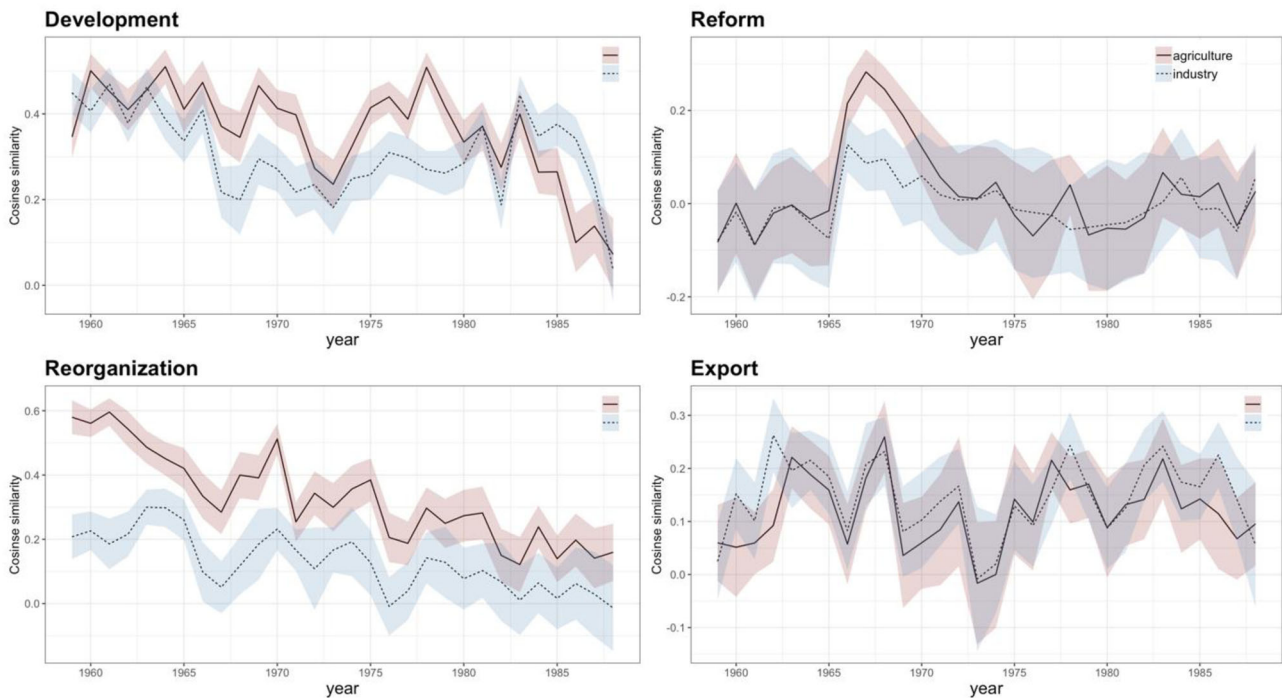 Development
Cosinse similarity
0.4
0.2
0.0
1960
1965
1970
1975
1980
1985
year
Reform
Cosinse similarity
0.2
0.0
-0.2
agriculture
industry
1960
1965
1970
1975
1980
1985
year
Reorganization
Cosinse similarity
0.6
0.4
0.2
0.0
1960
1965
1970
1975
1980
1985
year
Export
Cosinse similarity
0.3
0.2
0.1
0.0
-0.1
1960
1965
1970
1975
1980
1985
year